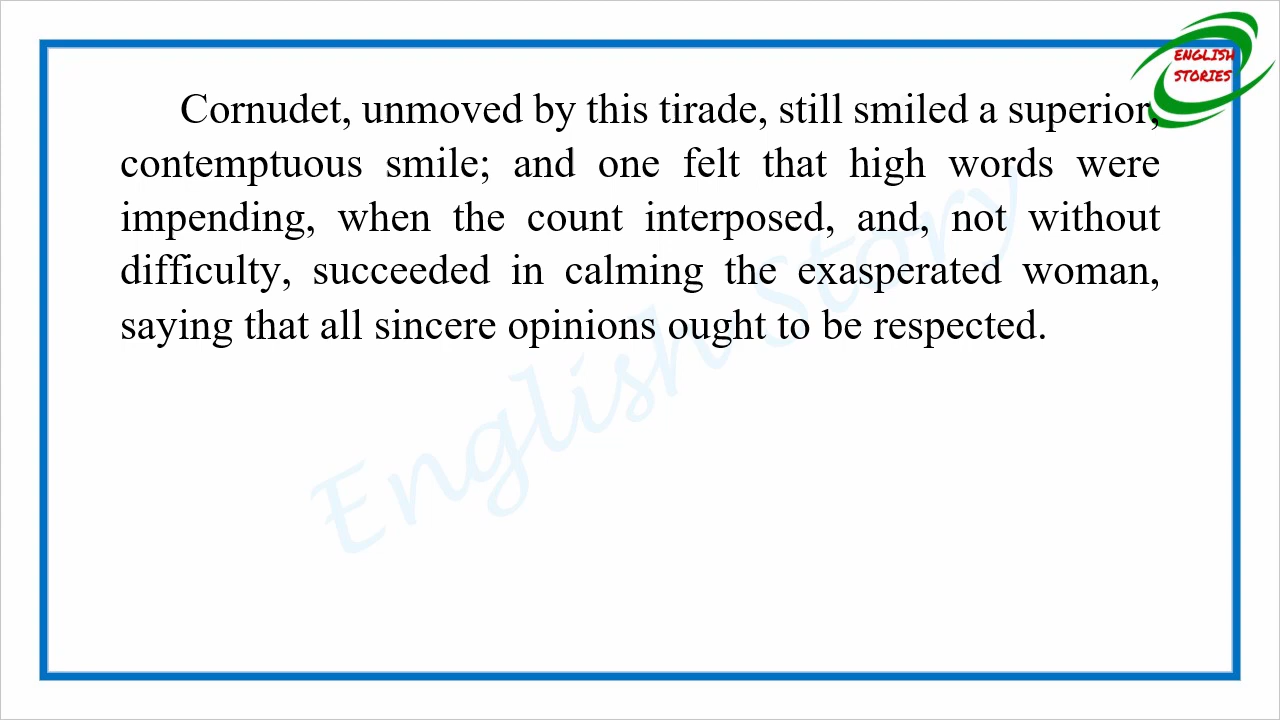 ENGLISH
STORIES
Cornudet, unmoved by this tirade, still smiled a superior,
contemptuous smile; and one felt that high words were
impending, when the count interposed, and, not without
difficulty, succeeded in calming the exasperated woman,
saying that all sincere opinions ought to be respected.
English Story